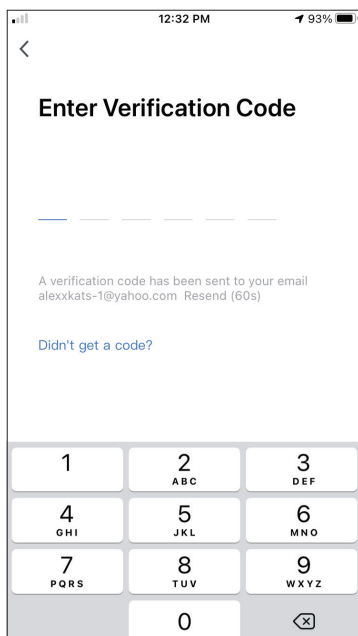 12:32 PM 93%
Enter Verification Code
A verification code has been sent to your email
alexxkats-1@yahoo.com Resend (60s)
Didn't get a code?
1 2 3
ABC DEF
4 5 6
GHI JKL MNO
7 8 9
PQRS TUV WXYZ
0